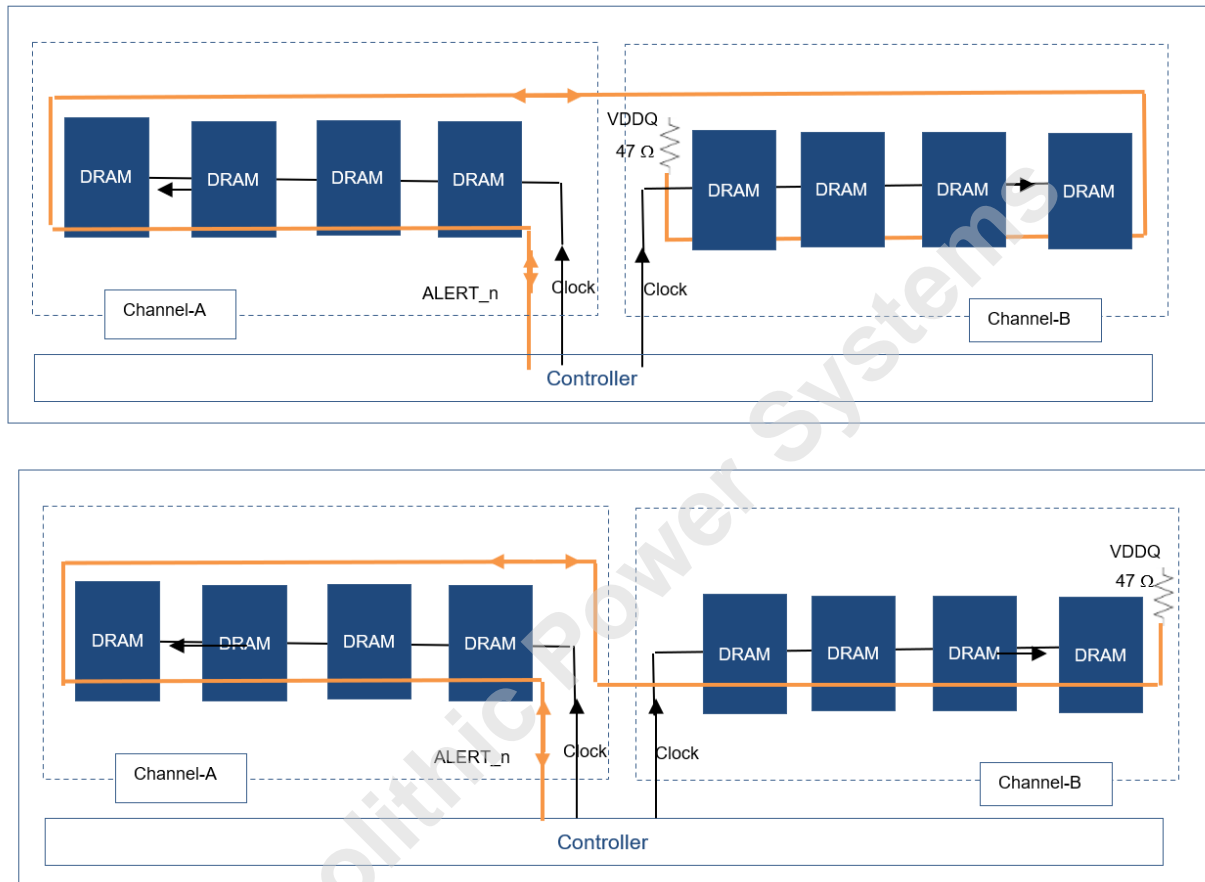 VDDQ
47 Ω
DRAM DRAM DRAM DRAM DRAM DRAM DRAM DRAM
ALERT_n Clock Clock
Channel-A Channel-B
Controller
VDDQ
47 Ω
DRAM DRAM DRAM DRAM DRAM DRAM DRAM DRAM
ALERT_n Clock Clock
Channel-A Channel-B
Controller
olithic Power Systems